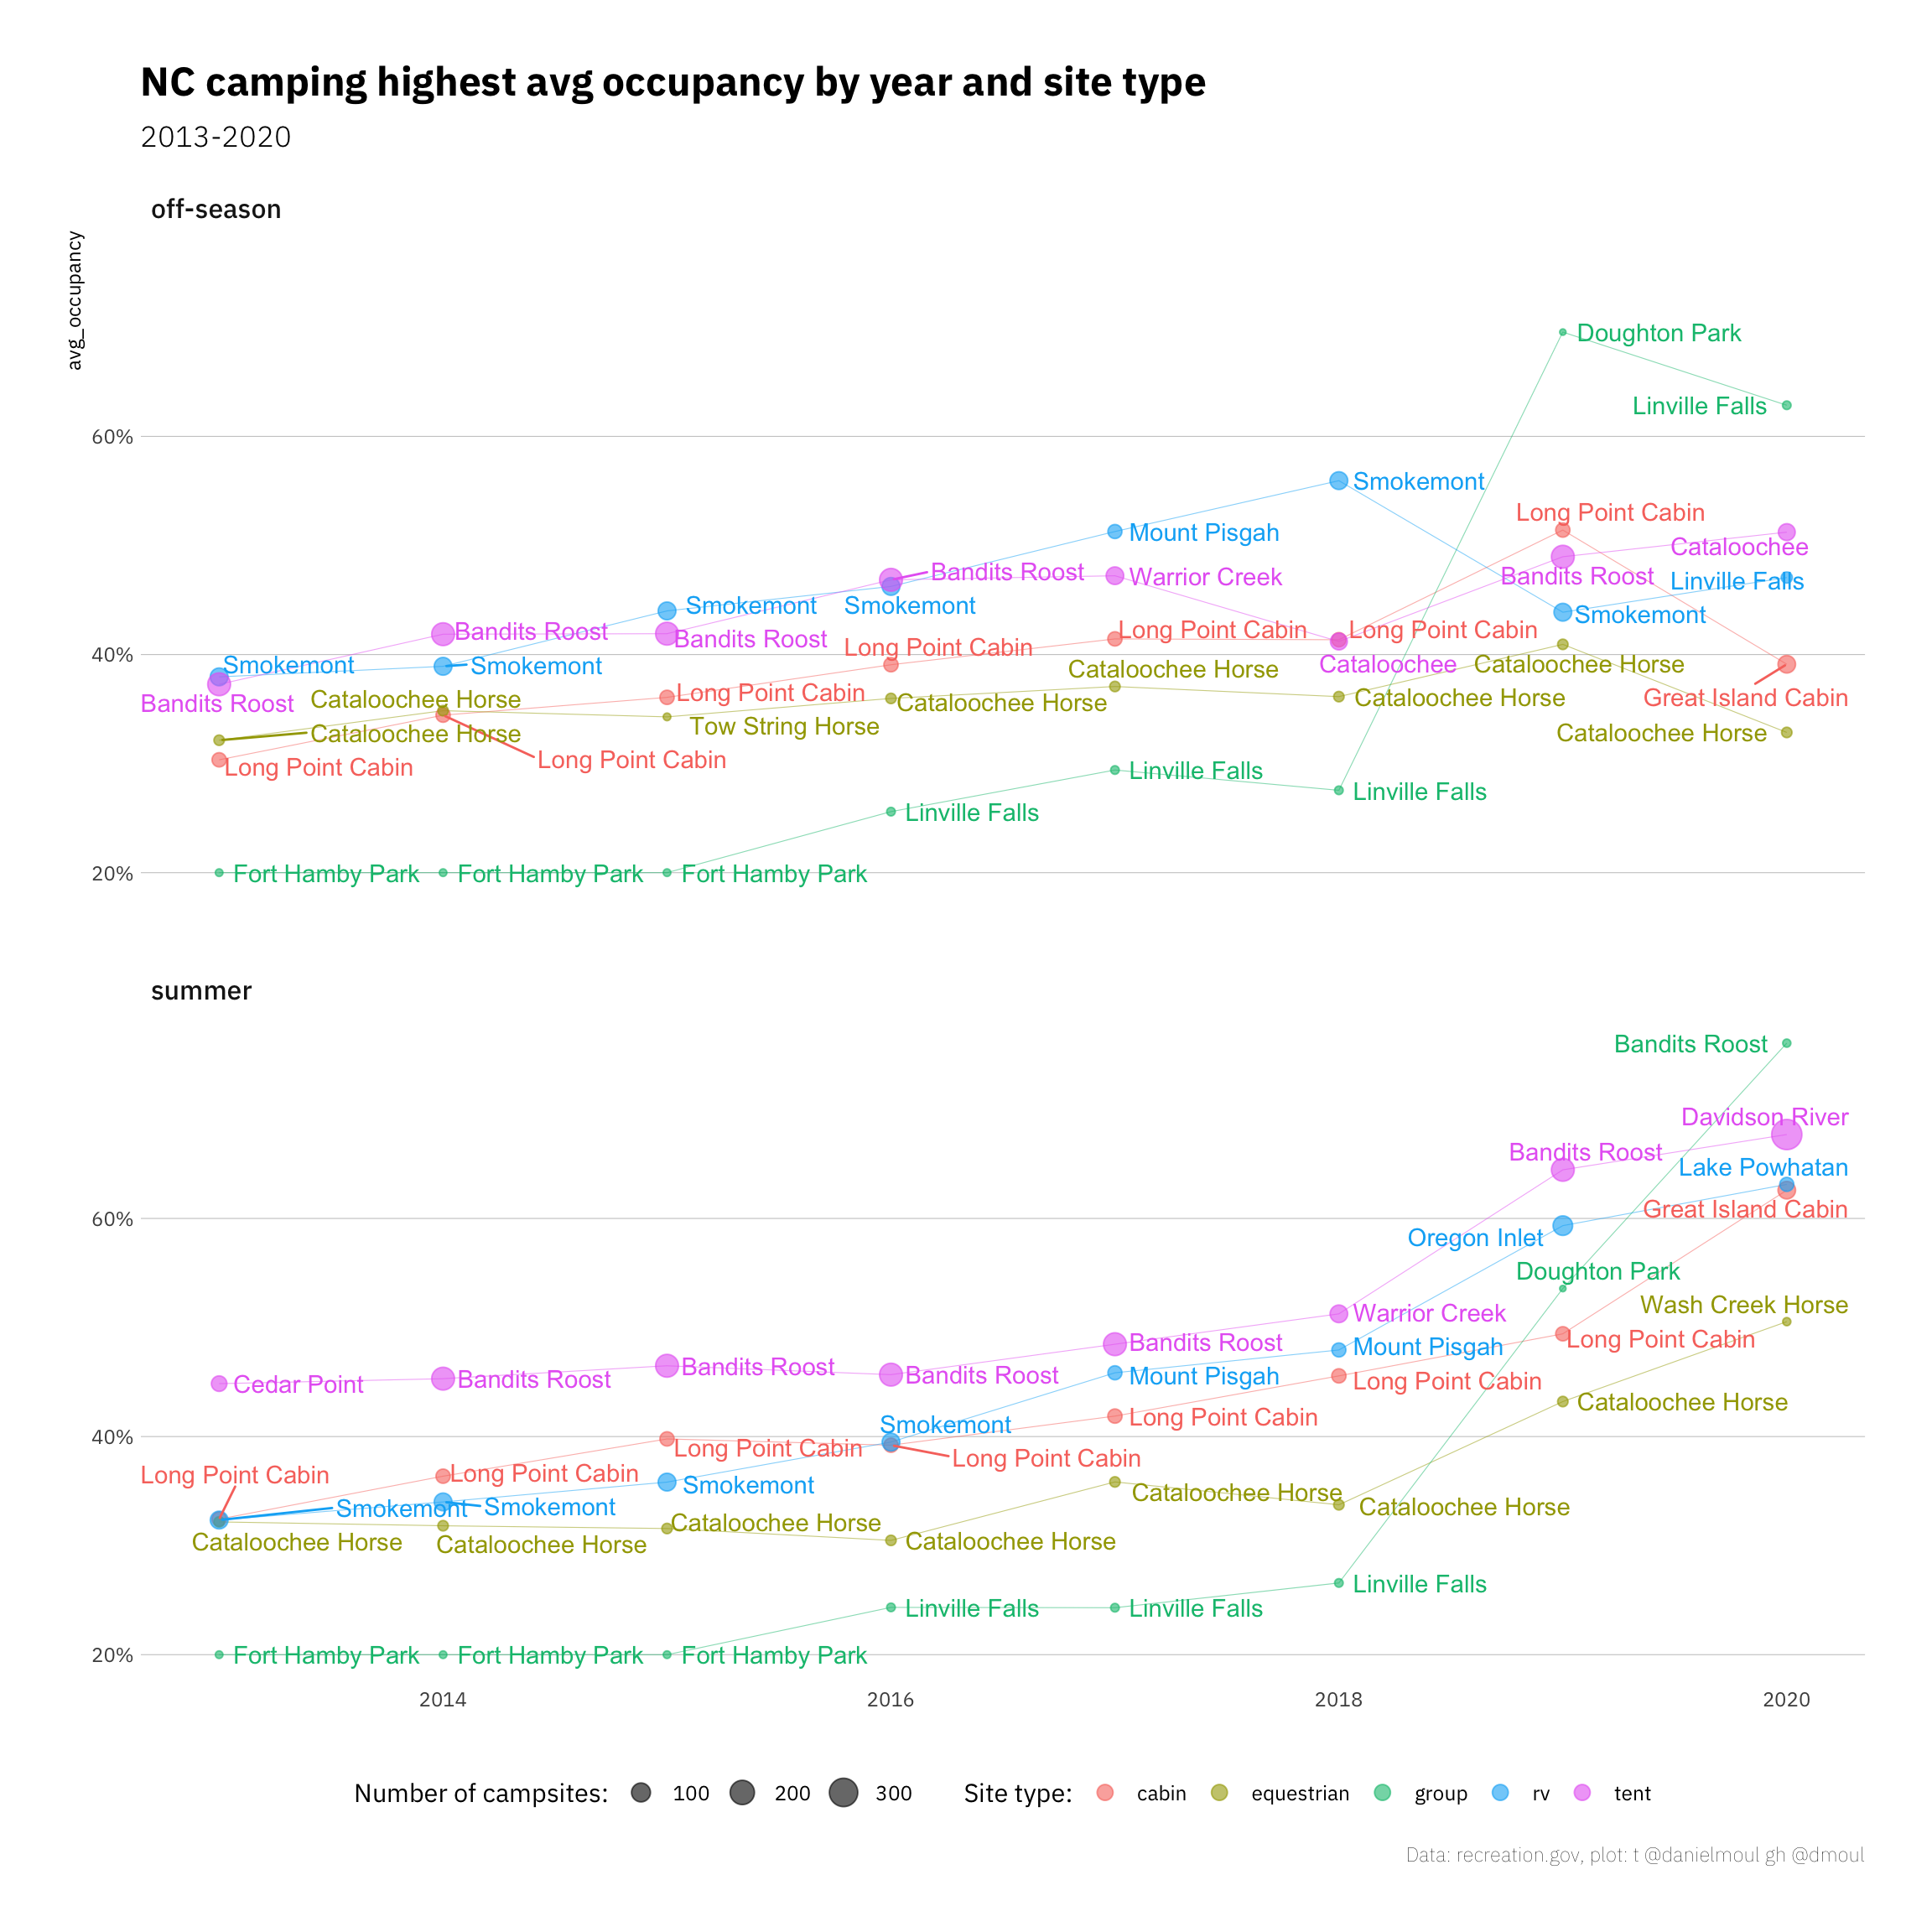 NC camping highest avg occupancy by year and site type
2013-2020
off-season
avg_occupancy
Doughton Park
Linville Falls
60%
Smokemont
Long Point Cabin
Mount Pisgah
Cataloochee
Bandits Roost
Warrior Creek
Bandits Roost
Linville Falls
Smokemont
Smokemont
Smokemont
Bandits Roost
Bandits Roost
Long Point Cabin
Long Point Cabin
Long Point Cabin
40%
Smokemont
Smokemont
Cataloochee Horse
Cataloochee
Cataloochee Horse
Bandits Roost
Cataloochee Horse
Long Point Cabin
Cataloochee Horse
Cataloochee Horse
Great Island Cabin
Cataloochee Horse
Tow String Horse
Cataloochee Horse
Long Point Cabin
Long Point Cabin
Linville Falls
Linville Falls
Linville Falls
20%
Fort Hamby Park
Fort Hamby Park
Fort Hamby Park
summer
Bandits Roost
Davidson River
Bandits Roost
Lake Powhatan
Great Island Cabin
60%
Oregon Inlet
Doughton Park
Wash Creek Horse
Warrior Creek
Bandits Roost
Mount Pisgah
Long Point Cabin
Cedar Point
Bandits Roost
Bandits Roost
Bandits Roost
Mount Pisgah
Long Point Cabin
Cataloochee Horse
Smokemont
Long Point Cabin
40%
Long Point Cabin
Long Point Cabin
Long Point Cabin
Long Point Cabin
Smokemont
Cataloochee Horse
Smokemont
Smokemont
Cataloochee Horse
Cataloochee Horse
Cataloochee Horse
Cataloochee Horse
Cataloochee Horse
Linville Falls
Linville Falls
Linville Falls
20%
Fort Hamby Park
Fort Hamby Park
Fort Hamby Park
2014
2016
2018
2020
Number of campsites: 100 200 300 Site type: cabin equestrian group rv tent
Data: recreation.gov, plot: t @danielmoul gh @dmoul